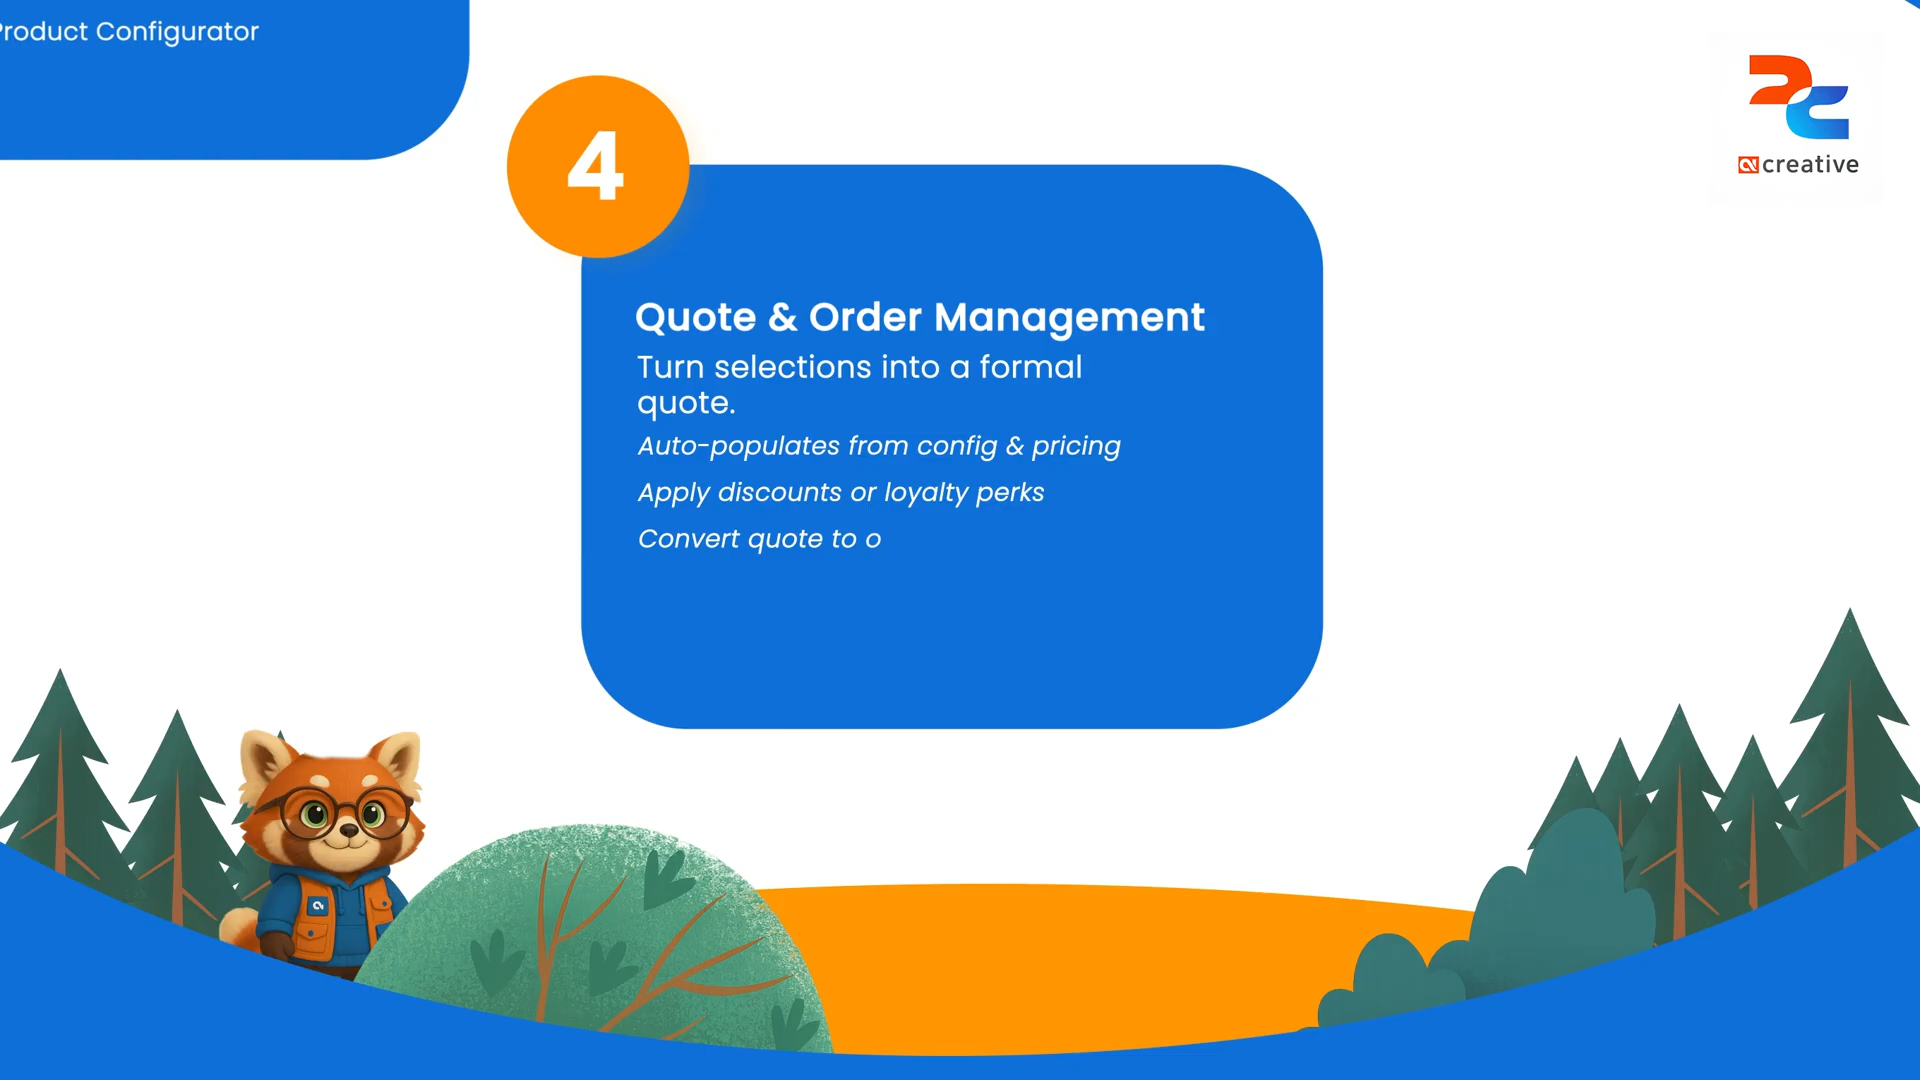 Product Configurator
creative
4
Quote & Order Management
Turn selections into a formal
quote.
Auto-populates from config & pricing
Apply discounts or loyalty perks
Convert quote to o